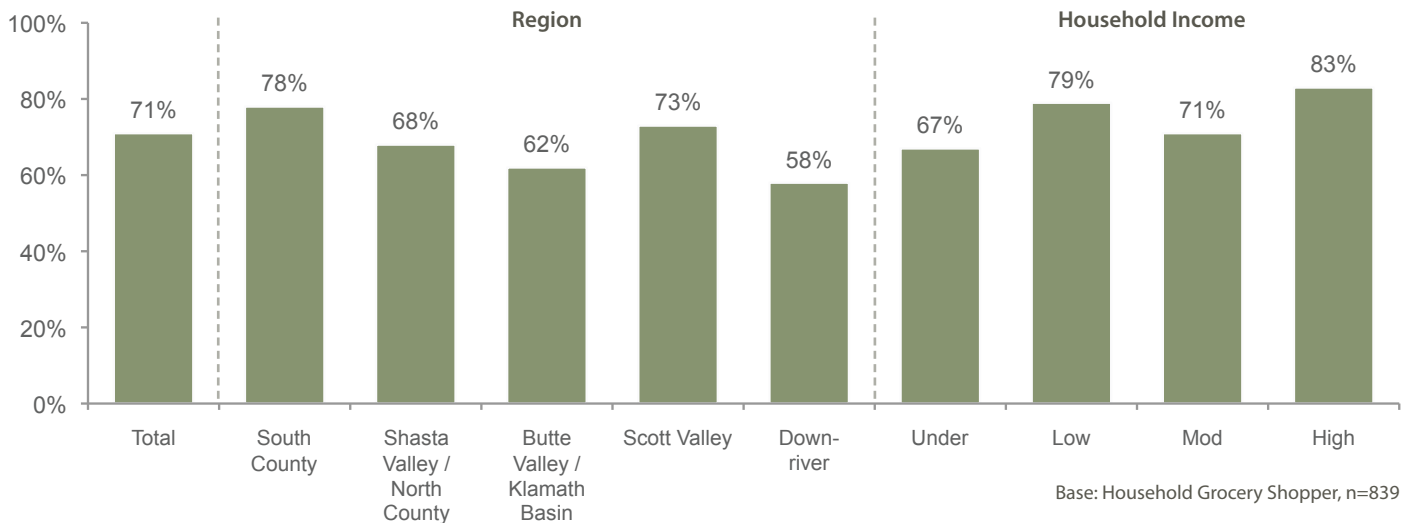 Region
Household Income
100%
80%
60%
40%
20%
0%
71%
78%
68%
62%
73%
58%
67%
79%
71%
83%
Total
South
County
Shasta
Valley /
North
County
Butte
Valley /
Klamath
Basin
Scott Valley
Down-
river
Under
Low
Mod
High
Base: Household Grocery Shopper, n=839